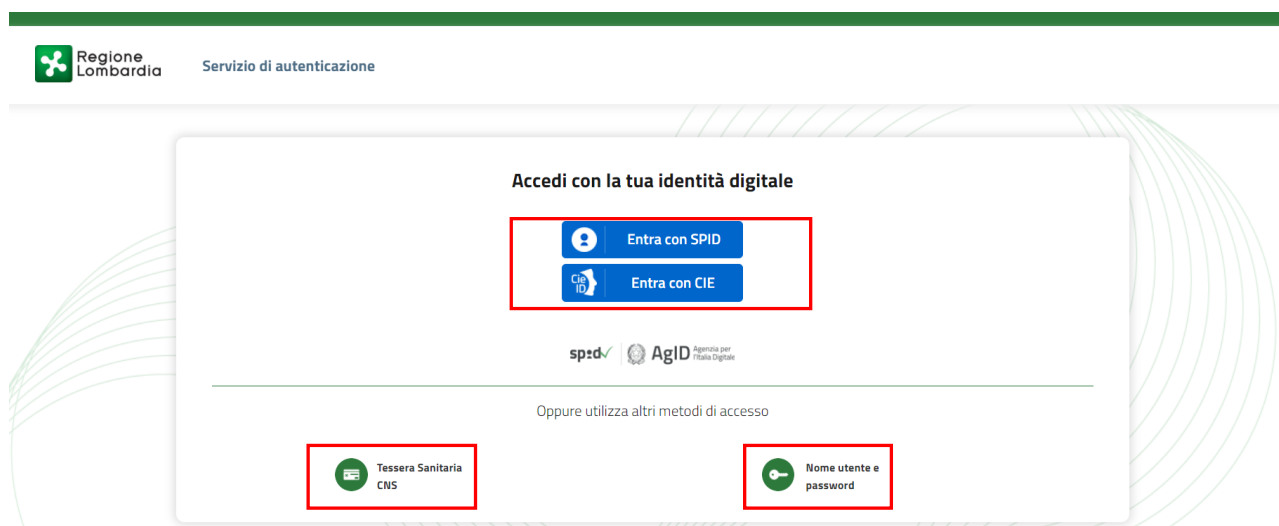 Regione
Lombardia
Servizio di autenticazione
Accedi con la tua identità digitale
Entra con SPID
Cie
ID
Entra con CIE
spid
AgID
Agenzia per
l'Italia Digitale
Oppure utilizza altri metodi di accesso
Tessera Sanitaria
CNS
Nome utente e
password